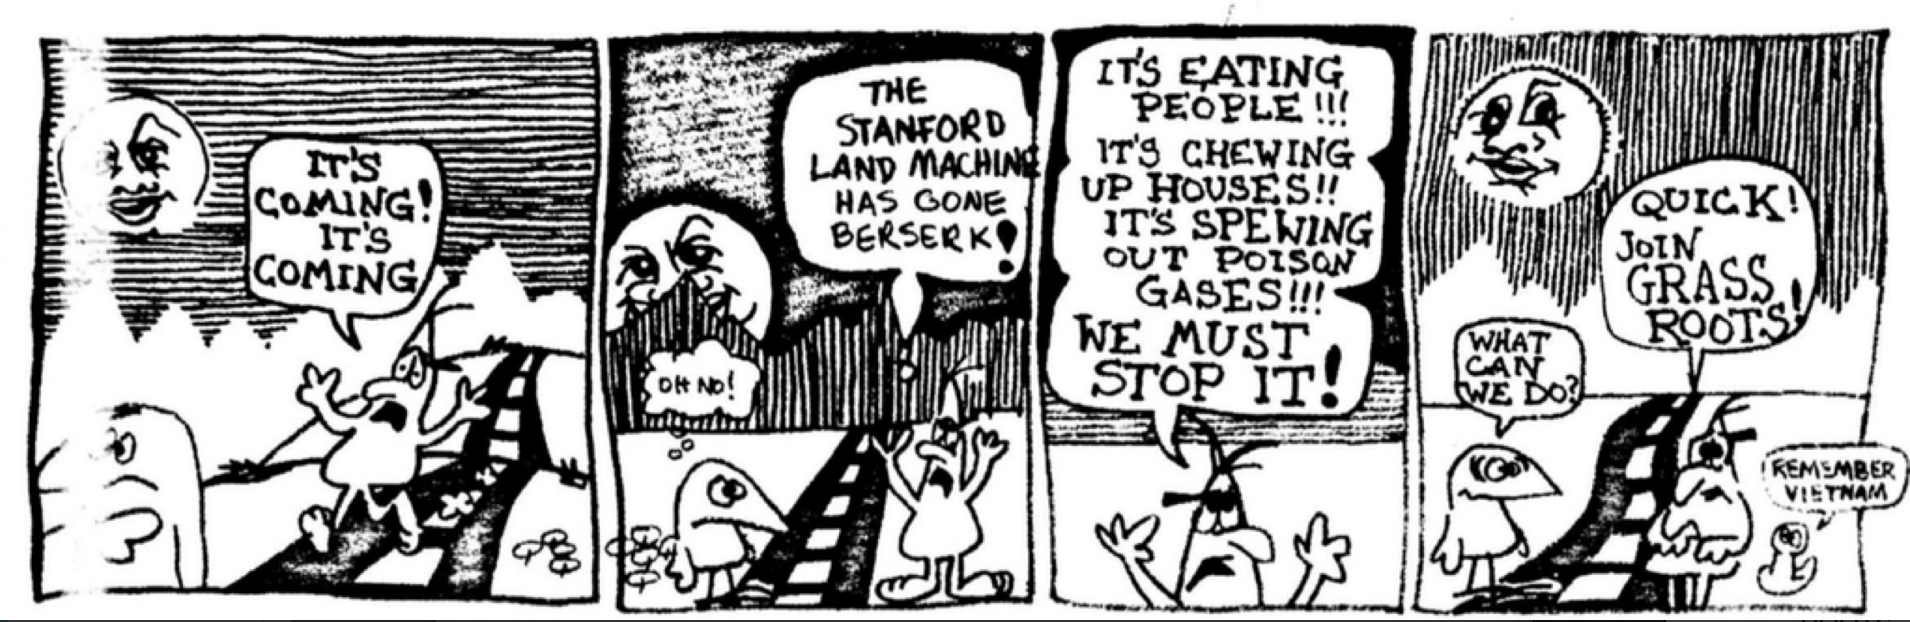 IT'S
COMING!
IT'S
COMING
THE
STANFORD
LAND MACHINE
HAS GONE
BERSERK!
OH NO!
IT'S EATING
PEOPLE!!!
IT'S CHEWING
UP HOUSES!!
IT'S SPEWING
OUT POISON
GASES!!!
WE MUST
STOP IT!
WHAT
CAN
WE DO?
QUICK!
JOIN
GRASS
ROOTS!
REMEMBER
VIETNAM